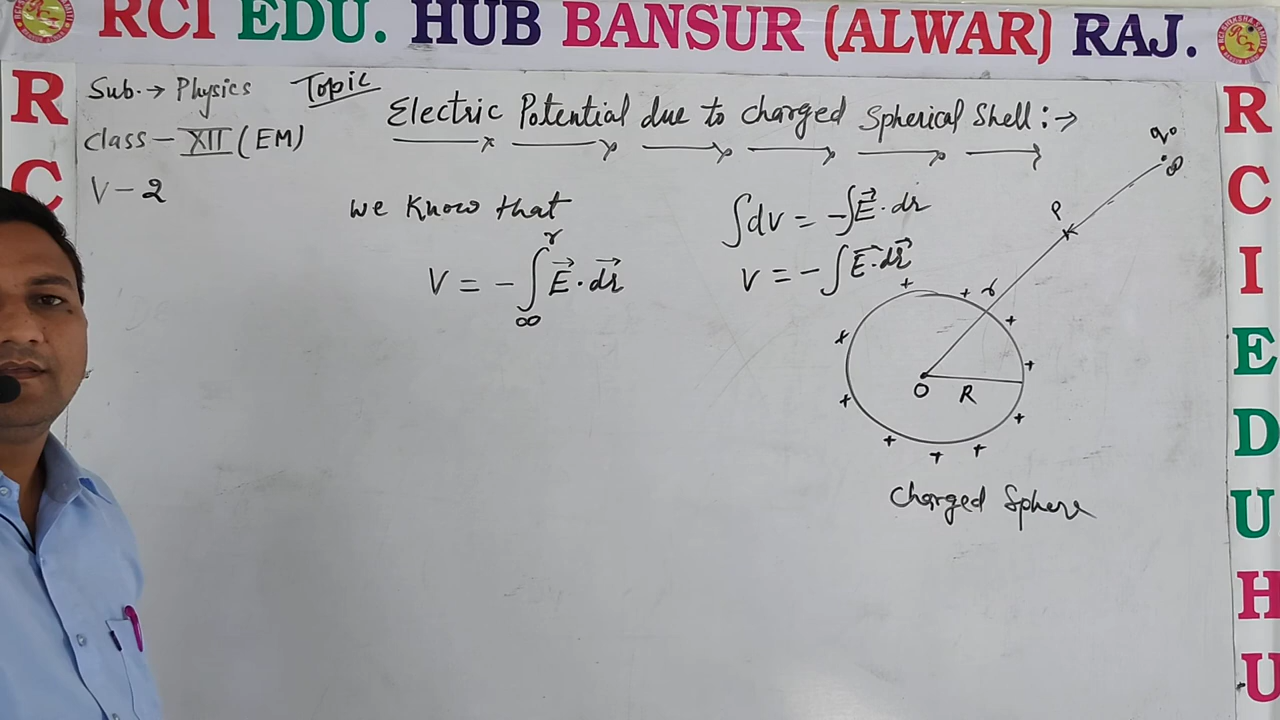 RCI EDU. HUB BANSUR (ALWAR) RAJ.
R
C
Sub.→ Physics
Class – XII (EM)
V – 2
Topic
Electric Potential due to charged Spherical Shell :→
we know that
V = - ∫∞^r E⃗ · dr⃗
∫dv = -∫E⃗ · dr
V = -∫E⃗ · dr⃗
q₀
∞
P
r
+ + + + + + + + + +
O R
Charged Sphere
R
C
I
E
D
U
H
U